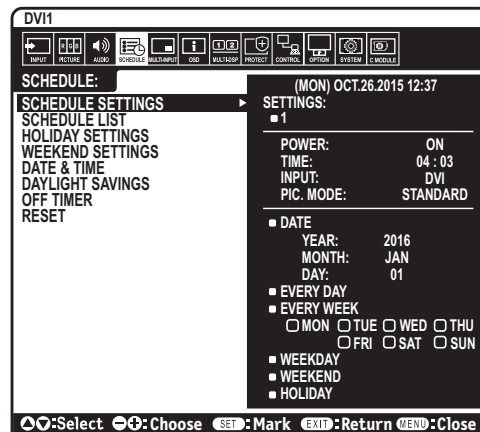 DVI1
INPUT PICTURE AUDIO SCHEDULE MULTI-INPUT OSD MULTI-DSP PROTECT CONTROL OPTION SYSTEM C MODULE
SCHEDULE:
SCHEDULE SETTINGS
SCHEDULE LIST
HOLIDAY SETTINGS
WEEKEND SETTINGS
DATE & TIME
DAYLIGHT SAVINGS
OFF TIMER
RESET
(MON) OCT.26.2015 12:37
SETTINGS:
1
POWER: ON
TIME: 04 : 03
INPUT: DVI
PIC. MODE: STANDARD
DATE
YEAR: 2016
MONTH: JAN
DAY: 01
EVERY DAY
EVERY WEEK
MON TUE WED THU
FRI SAT SUN
WEEKDAY
WEEKEND
HOLIDAY
:Select :Choose SET :Mark EXIT :Return MENU :Close